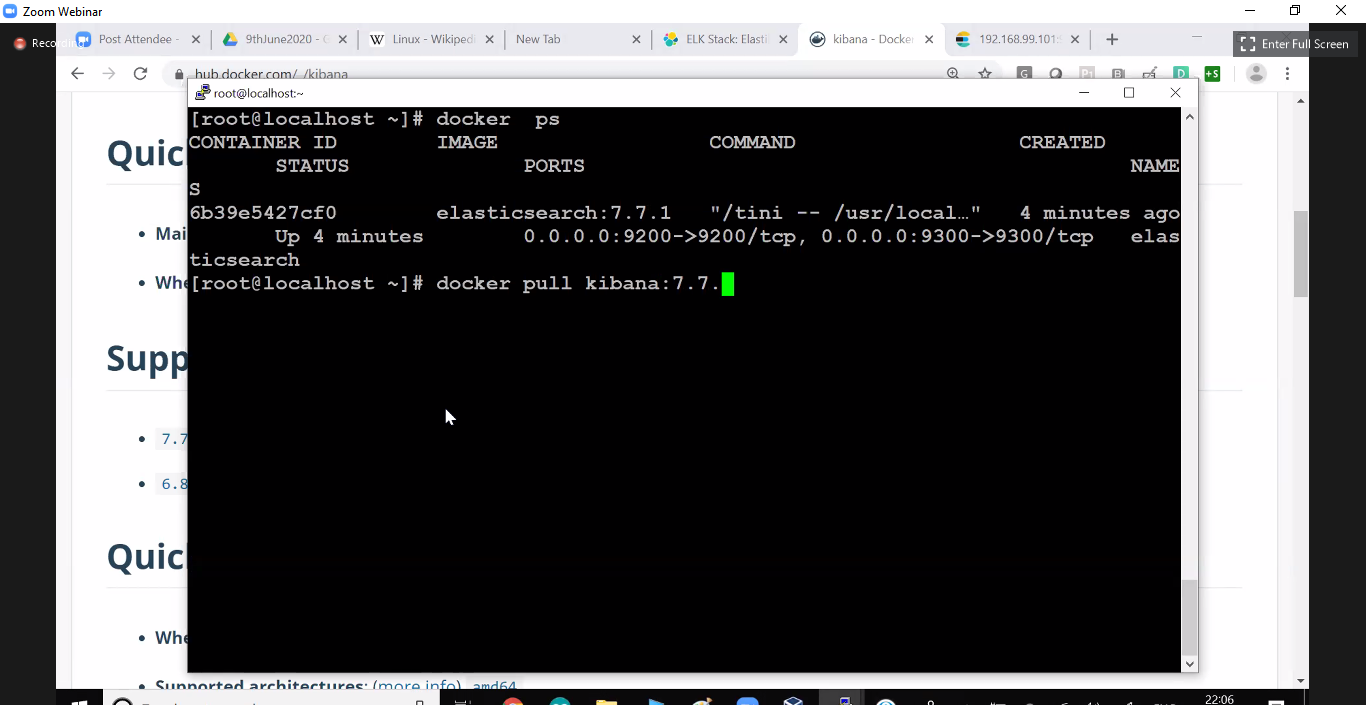 Zoom Webinar
Recording
Post Attendee -
9thJune2020 - G
Linux - Wikiped
New Tab
ELK Stack: Elasti
kibana - Docker
192.168.99.101:
Enter Full Screen
hub.docker.com/_/kibana
root@localhost:~
[root@localhost ~]# docker  ps
CONTAINER ID        IMAGE                 COMMAND                  CREATED
       STATUS              PORTS                                            NAME
S
6b39e5427cf0        elasticsearch:7.7.1   "/tini -- /usr/local…"   4 minutes ago
       Up 4 minutes        0.0.0.0:9200->9200/tcp, 0.0.0.0:9300->9300/tcp   elas
ticsearch
[root@localhost ~]# docker pull kibana:7.7.
Quic
Mai
Whe
Supp
7.7
6.8
Quic
Whe
Supported architectures: (more info) amd64
22:06